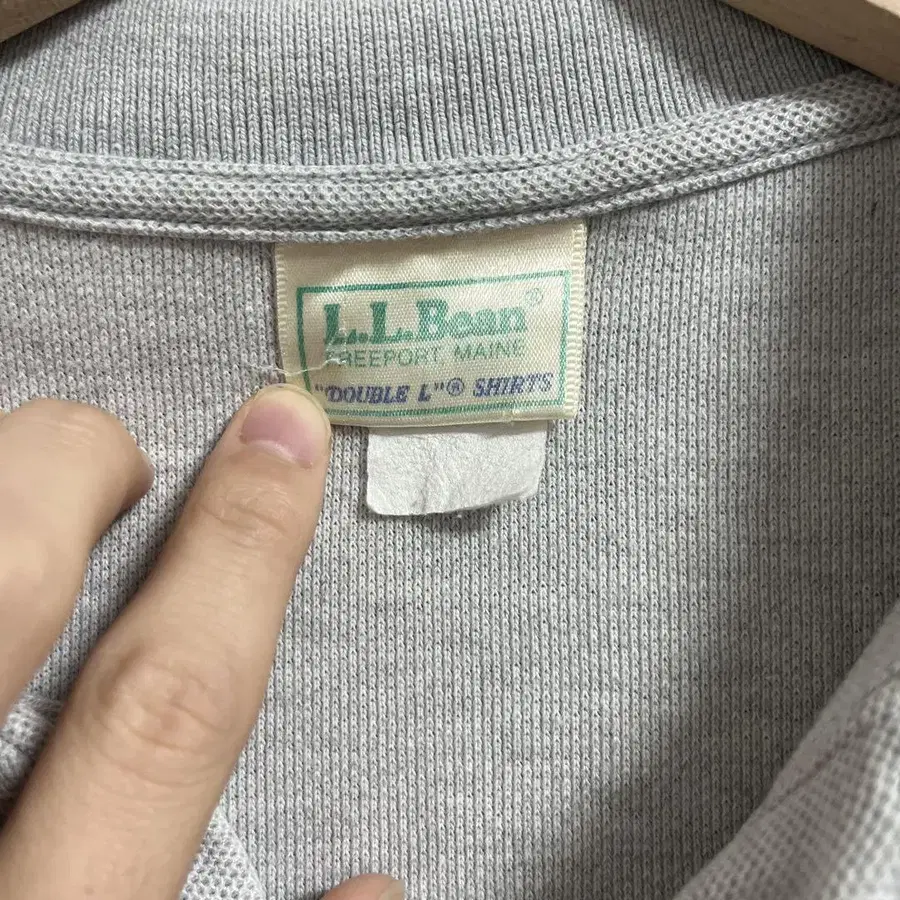 L.L.Bean®
FREEPORT, MAINE
"DOUBLE L"® SHIRTS